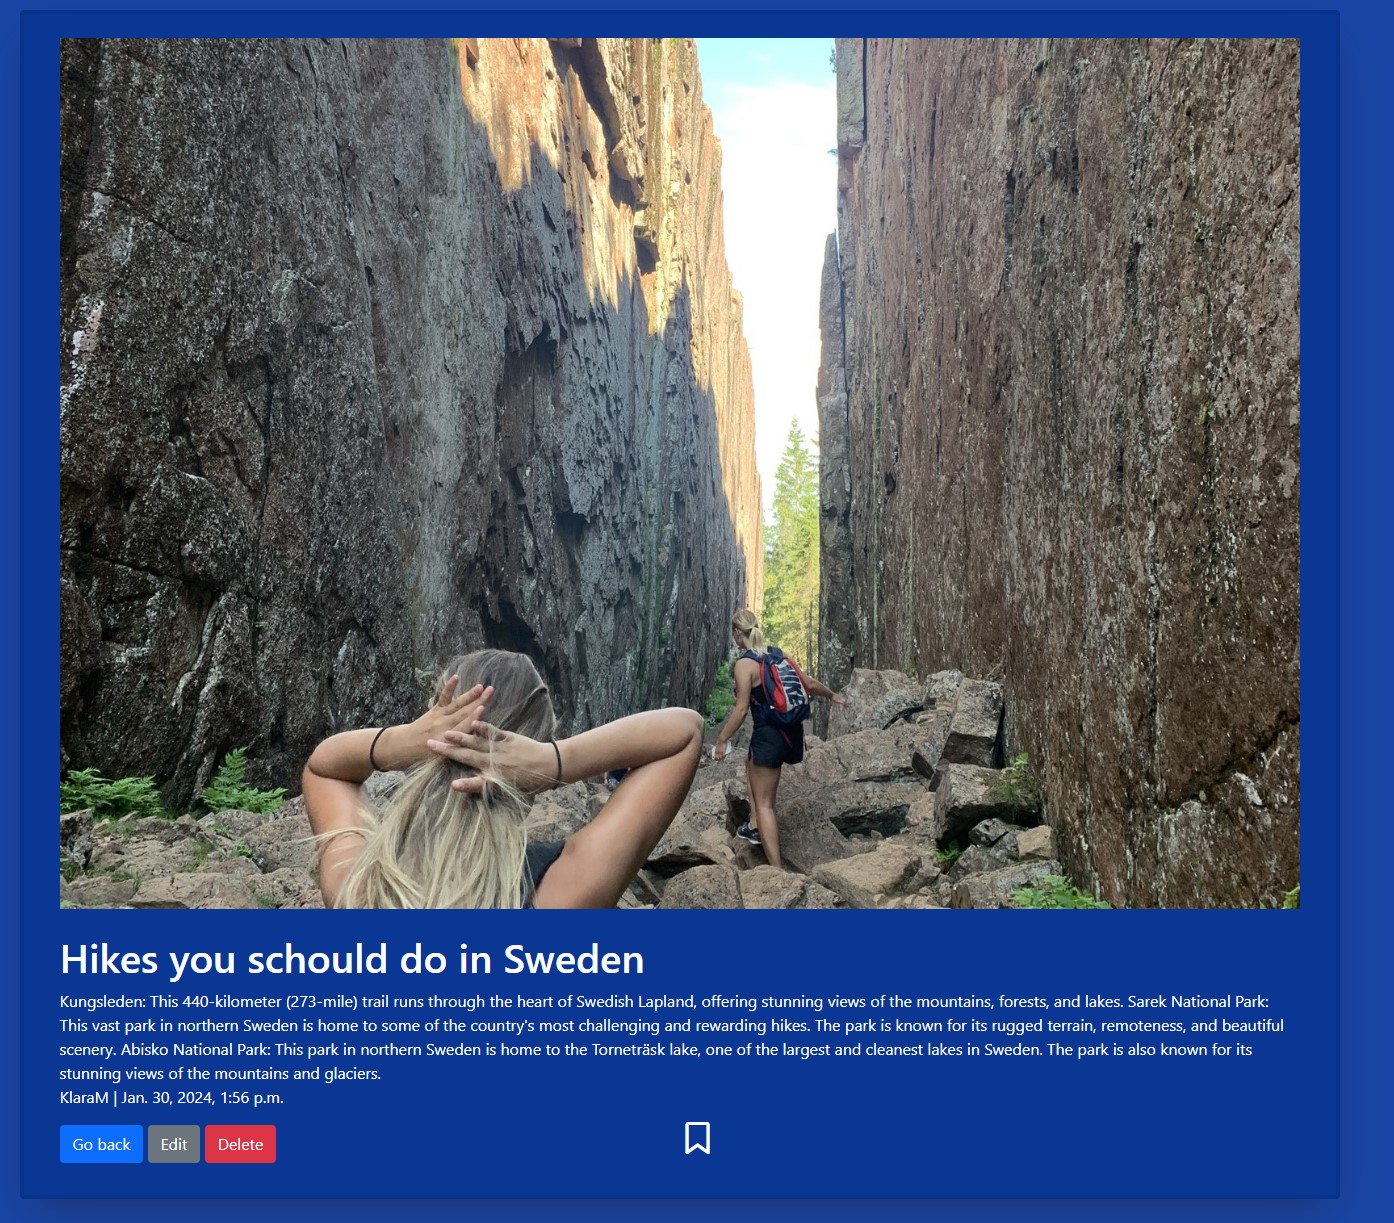 Hikes you schould do in Sweden
Kungsleden: This 440-kilometer (273-mile) trail runs through the heart of Swedish Lapland, offering stunning views of the mountains, forests, and lakes. Sarek National Park:
This vast park in northern Sweden is home to some of the country's most challenging and rewarding hikes. The park is known for its rugged terrain, remoteness, and beautiful
scenery. Abisko National Park: This park in northern Sweden is home to the Torneträsk lake, one of the largest and cleanest lakes in Sweden. The park is also known for its
stunning views of the mountains and glaciers.
KlaraM | Jan. 30, 2024, 1:56 p.m.
Go back Edit Delete